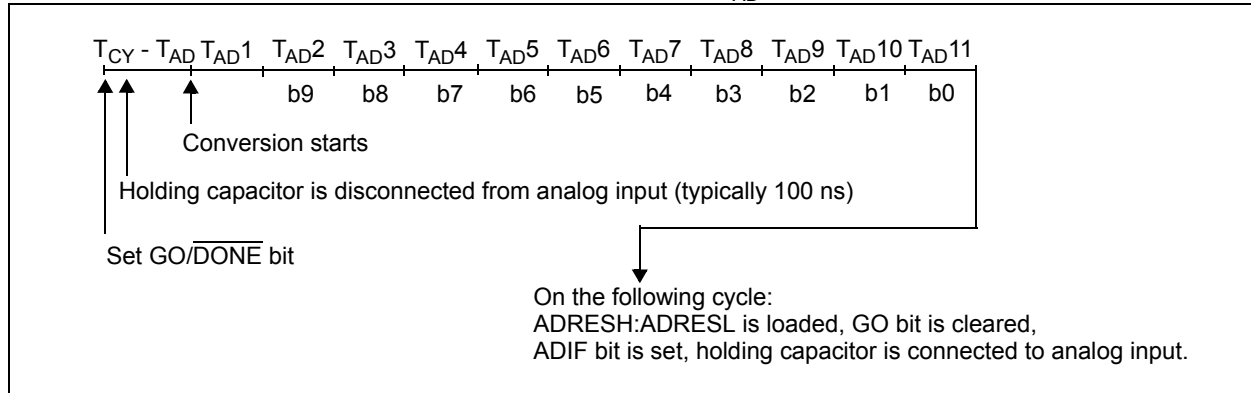 AD
TCY - TAD TAD1 TAD2 TAD3 TAD4 TAD5 TAD6 TAD7 TAD8 TAD9 TAD10 TAD11
b9 b8 b7 b6 b5 b4 b3 b2 b1 b0
Conversion starts
Holding capacitor is disconnected from analog input (typically 100 ns)
Set GO/DONE bit
On the following cycle:
ADRESH:ADRESL is loaded, GO bit is cleared,
ADIF bit is set, holding capacitor is connected to analog input.